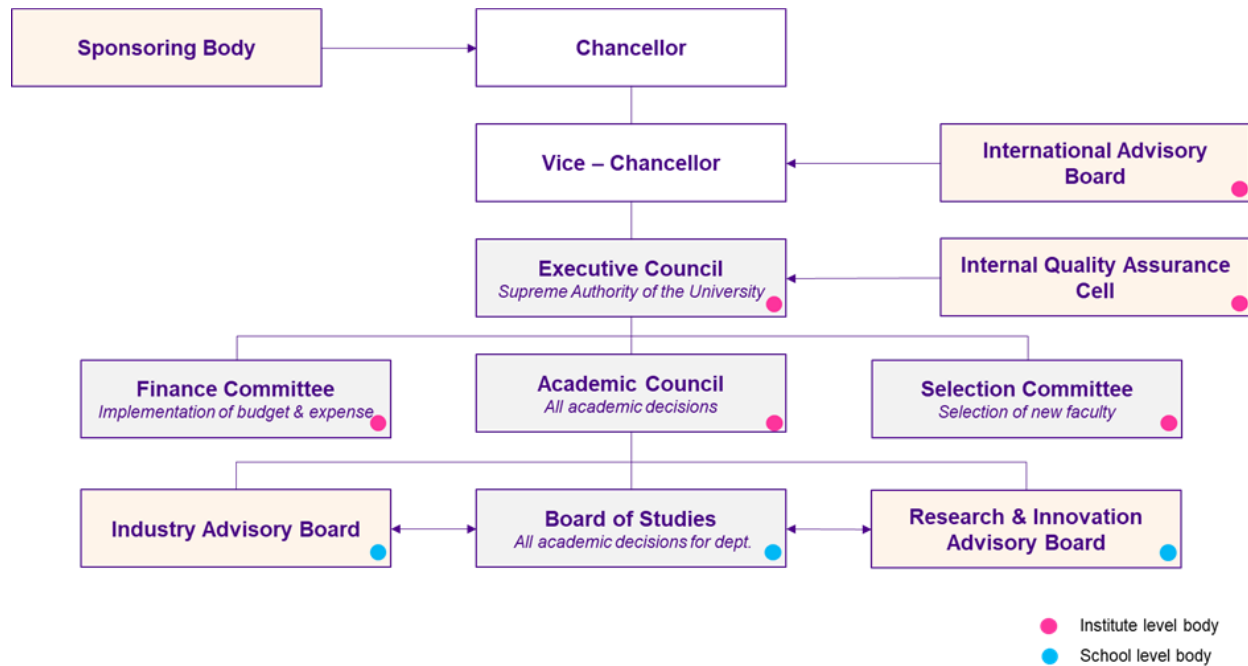 Sponsoring Body
Chancellor
Vice – Chancellor
International Advisory
Board
Executive Council
Supreme Authority of the University
Internal Quality Assurance
Cell
Finance Committee
Implementation of budget & expense
Academic Council
All academic decisions
Selection Committee
Selection of new faculty
Industry Advisory Board
Board of Studies
All academic decisions for dept.
Research & Innovation
Advisory Board
Institute level body
School level body